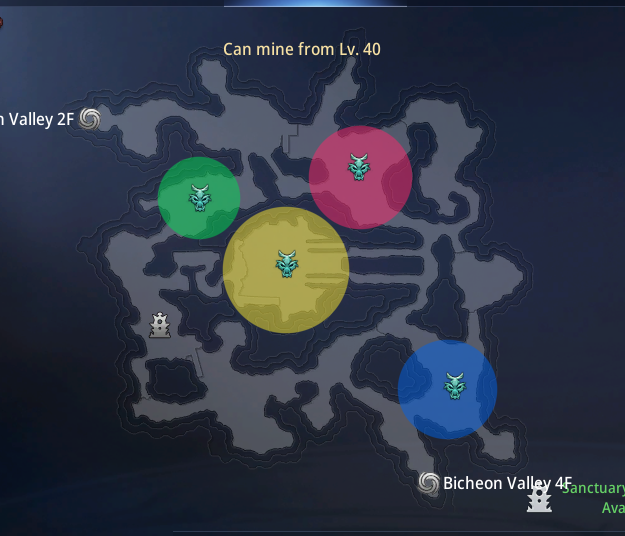 Can mine from Lv. 40
n Valley 2F
Bicheon Valley 4F
Sanctuary
Ava